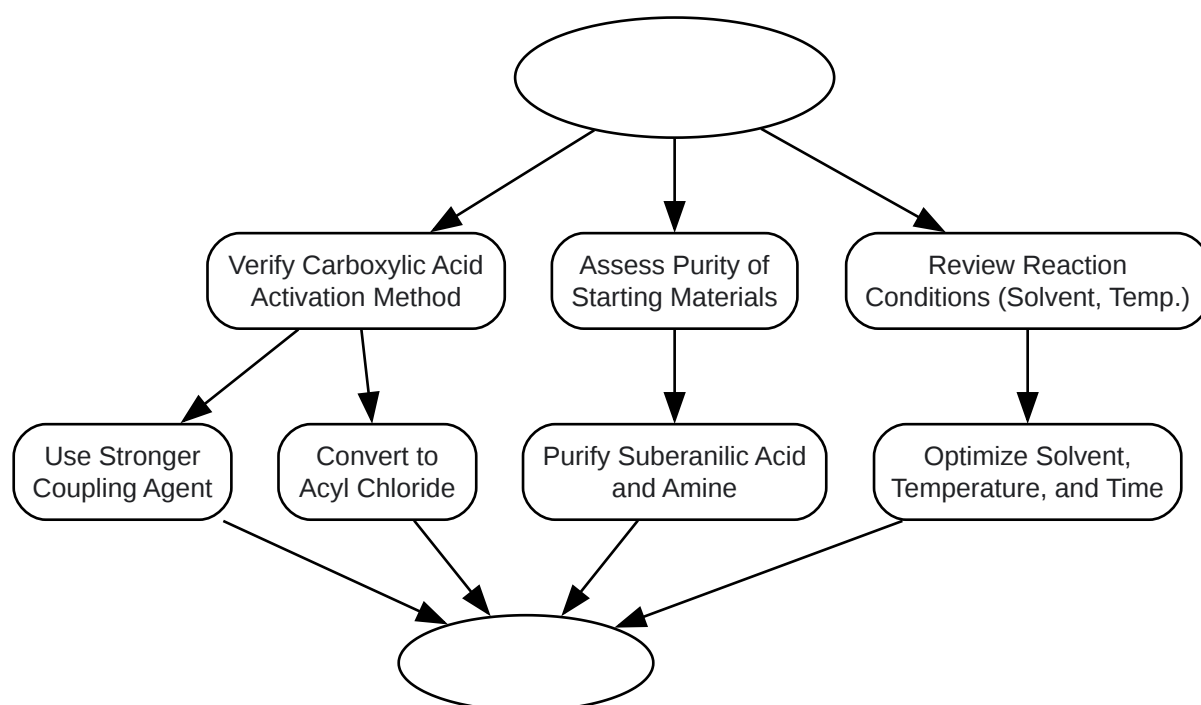 Verify Carboxylic Acid
Activation Method
Assess Purity of
Starting Materials
Review Reaction
Conditions (Solvent, Temp.)
Use Stronger
Coupling Agent
Convert to
Acyl Chloride
Purify Suberanilic Acid
and Amine
Optimize Solvent,
Temperature, and Time